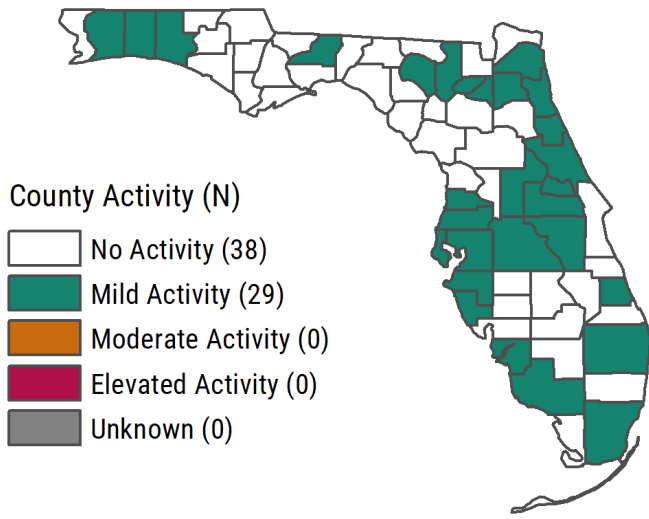 County Activity (N)
No Activity (38)
Mild Activity (29)
Moderate Activity (0)
Elevated Activity (0)
Unknown (0)